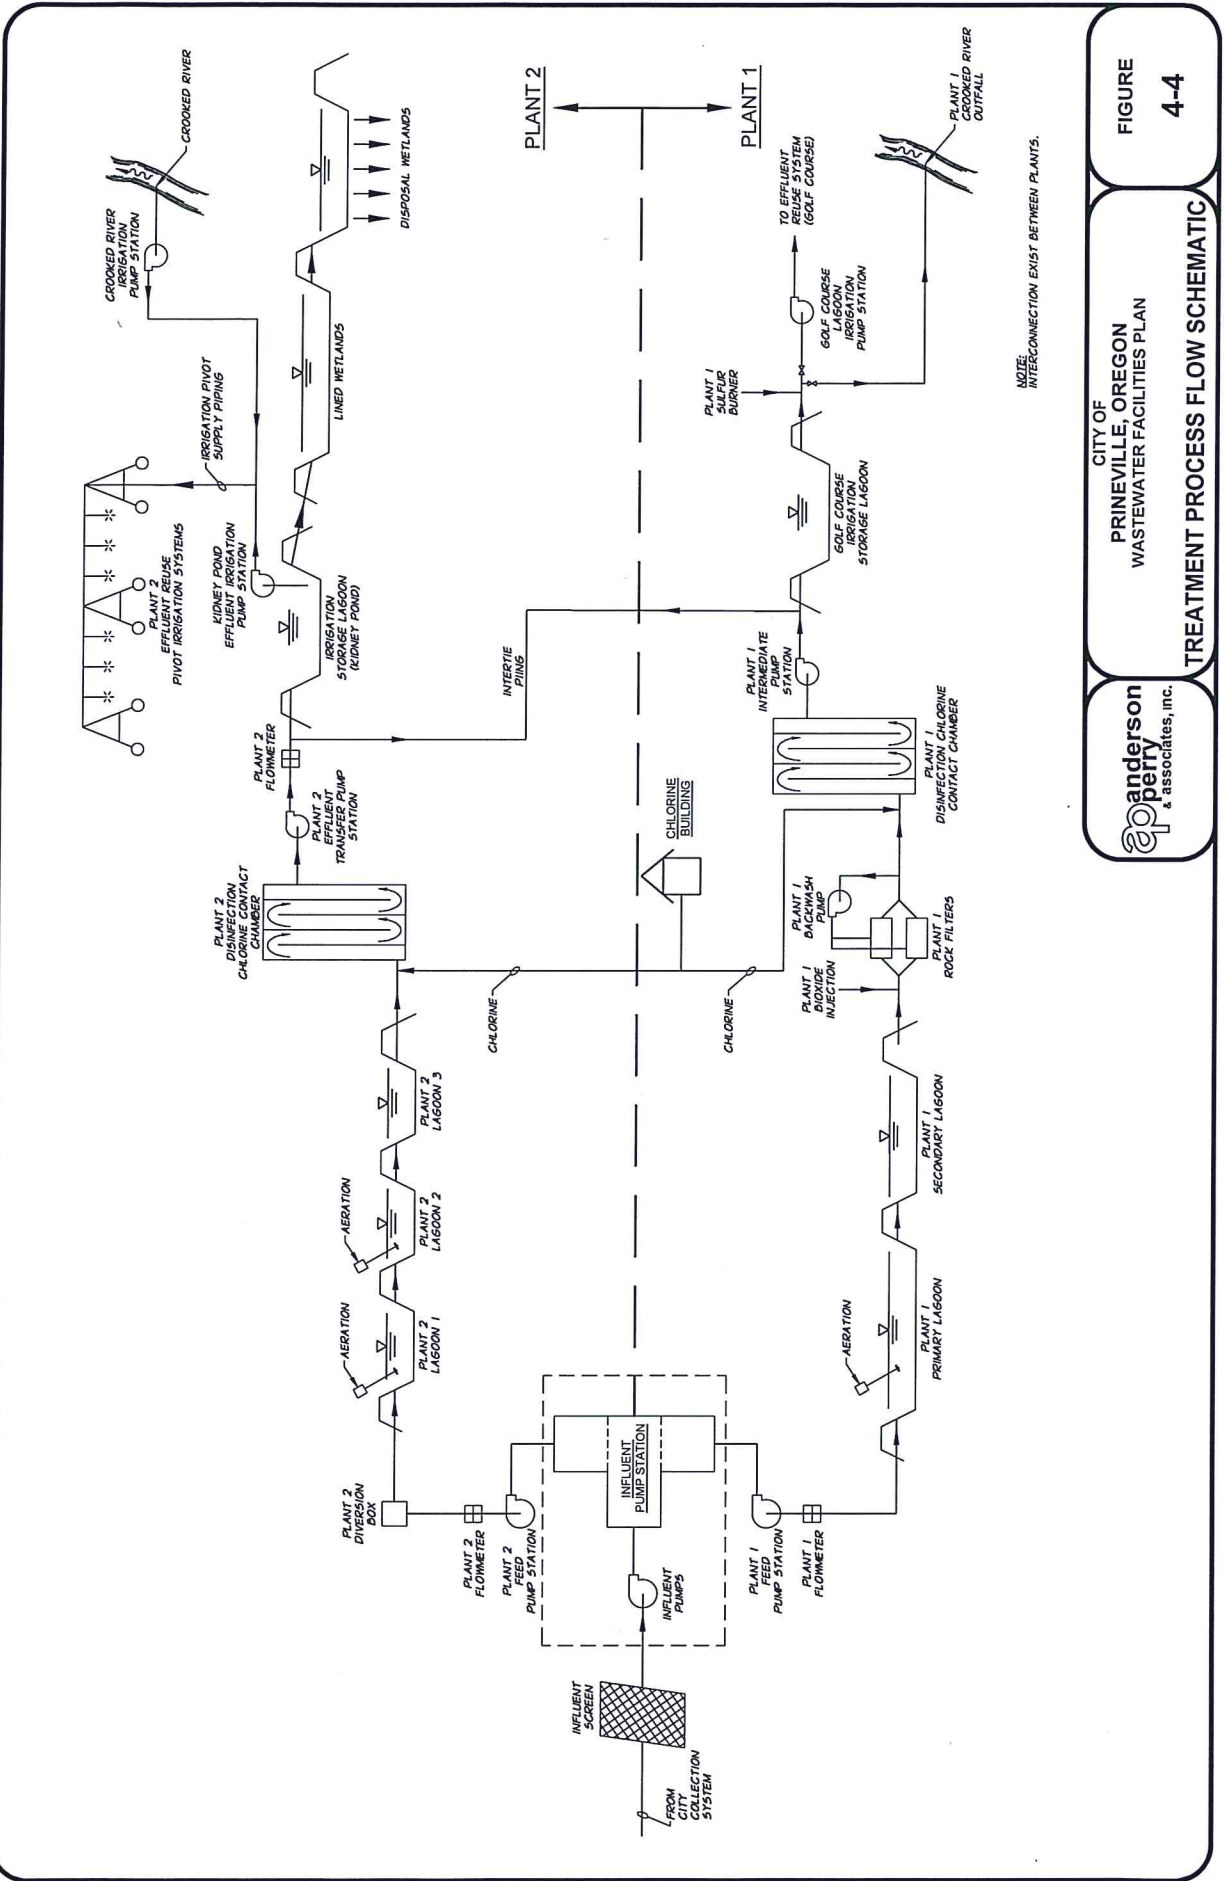 FROM
CITY
COLLECTION
SYSTEM
INFLUENT
SCREEN
INFLUENT
PUMPS
INFLUENT
PUMP STATION
PLANT 2
FEED
PUMP STATION
PLANT 2
FLOWMETER
PLANT 2
DIVERSION
BOX
AERATION
PLANT 2
LAGOON 1
AERATION
PLANT 2
LAGOON 2
PLANT 2
LAGOON 3
CHLORINE
PLANT 2
DISINFECTION
CHLORINE CONTACT
CHAMBER
PLANT 2
EFFLUENT
TRANSFER PUMP
STATION
PLANT 2
FLOWMETER
INTERTIE
PIING
IRRIGATION
STORAGE LAGOON
(KIDNEY POND)
KIDNEY POND
EFFLUENT IRRIGATION
PUMP STATION
PLANT 2
EFFLUENT REUSE
PIVOT IRRIGATION SYSTEMS
IRRIGATION PIVOT
SUPPLY PIPING
CROOKED RIVER
IRRIGATION
PUMP STATION
CROOKED RIVER
LINED WETLANDS
DISPOSAL WETLANDS
PLANT 2
PLANT 1
CHLORINE
BUILDING
PLANT 1
FEED
PUMP STATION
PLANT 1
FLOWMETER
AERATION
PLANT 1
PRIMARY LAGOON
PLANT 1
SECONDARY LAGOON
PLANT 1
BIOXIDE
INJECTION
PLANT 1
BACKWASH
PUMP
PLANT 1
ROCK FILTERS
CHLORINE
PLANT 1
DISINFECTION CHLORINE
CONTACT CHAMBER
PLANT 1
INTERMEDIATE
PUMP
STATION
GOLF COURSE
IRRIGATION
STORAGE LAGOON
PLANT 1
SULFUR
BURNER
GOLF COURSE
LAGOON
IRRIGATION
PUMP STATION
TO EFFLUENT
REUSE SYSTEM
(GOLF COURSE)
PLANT 1
CROOKED RIVER
OUTFALL
NOTE:
INTERCONNECTION EXIST BETWEEN PLANTS.
ap anderson
perry
& associates, inc.
CITY OF
PRINEVILLE, OREGON
WASTEWATER FACILITIES PLAN
TREATMENT PROCESS FLOW SCHEMATIC
FIGURE
4-4